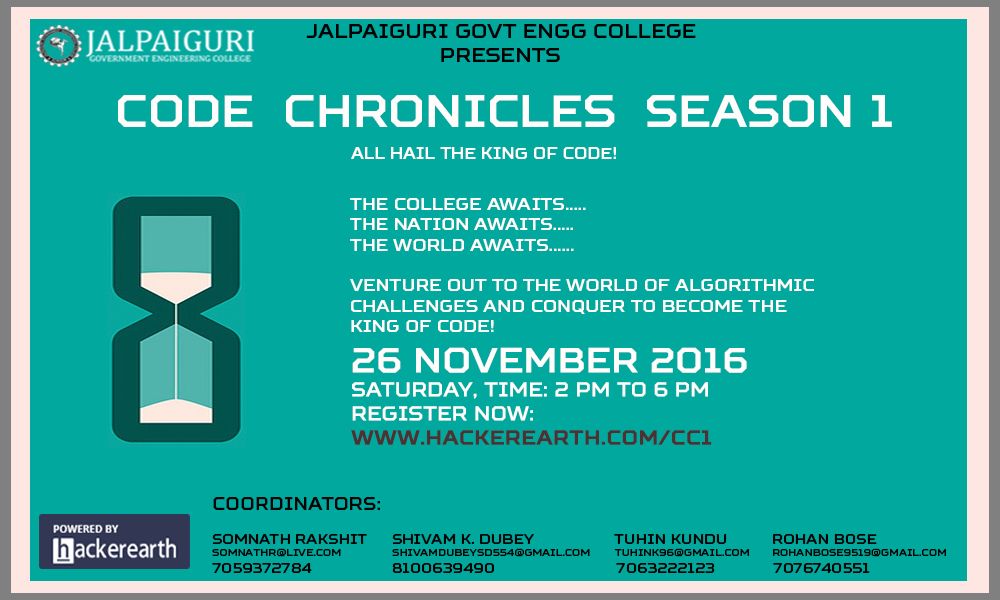 JALPAIGURI
GOVERNMENT ENGINEERING COLLEGE
JALPAIGURI GOVT ENGG COLLEGE
PRESENTS
CODE CHRONICLES SEASON 1
ALL HAIL THE KING OF CODE!
THE COLLEGE AWAITS.....
THE NATION AWAITS.....
THE WORLD AWAITS......
VENTURE OUT TO THE WORLD OF ALGORITHMIC
CHALLENGES AND CONQUER TO BECOME THE
KING OF CODE!
26 NOVEMBER 2016
SATURDAY, TIME: 2 PM TO 6 PM
REGISTER NOW:
WWW.HACKEREARTH.COM/CC1
COORDINATORS:
POWERED BY
hackerearth
SOMNATH RAKSHIT
SOMNATHR@LIVE.COM
7059372784
SHIVAM K. DUBEY
SHIVAMDUBEYSD554@GMAIL.COM
8100639490
TUHIN KUNDU
TUHINK96@GMAIL.COM
7063222123
ROHAN BOSE
ROHANBOSE9519@GMAIL.COM
7076740551